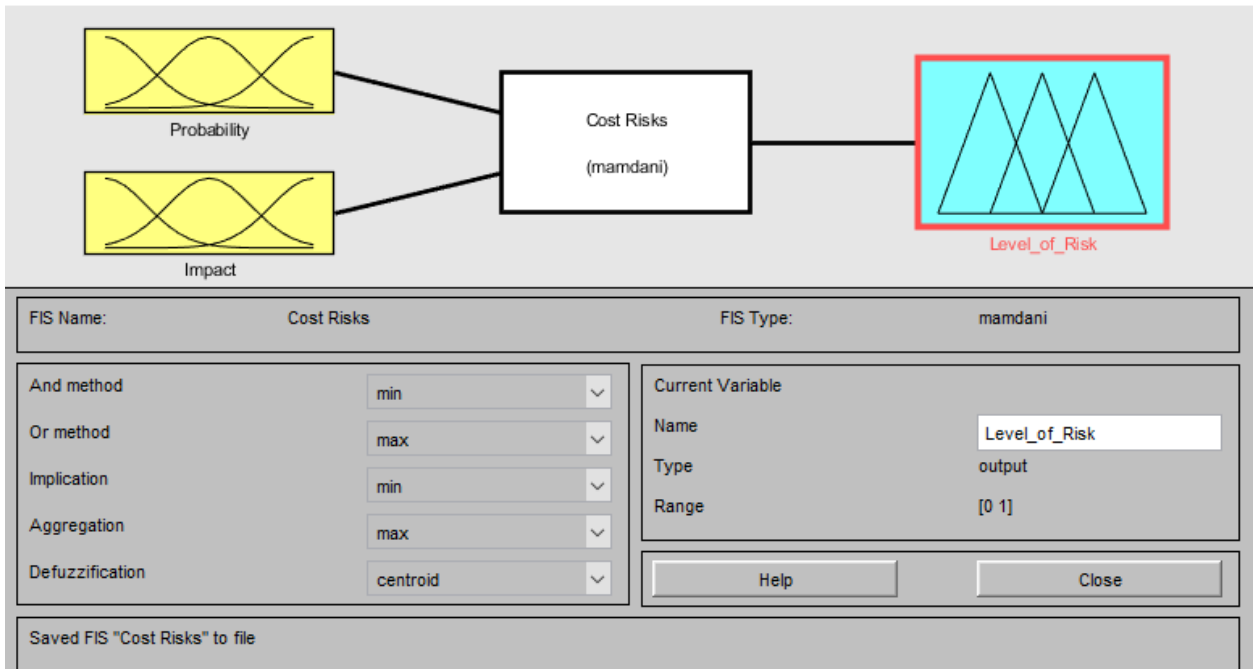 Probability
Impact
Cost Risks
(mamdani)
Level_of_Risk
FIS Name: Cost Risks FIS Type: mamdani
And method min
Or method max
Implication min
Aggregation max
Defuzzification centroid
Current Variable
Name Level_of_Risk
Type output
Range [0 1]
Help Close
Saved FIS "Cost Risks" to file